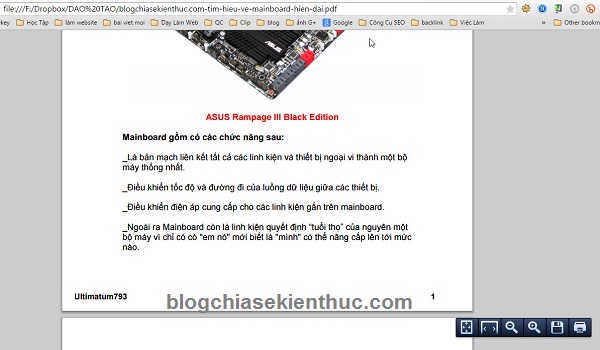 file:///F:/Dropbox/DAO%20TAO/blogchiasekienthuc.com-tim-hieu-ve-mainboard-hien-dai.pdf
ekey Học Tập lam banh bai viet moi Dạy Làm Web QC Clip blog ảnh G+ Google Công Cụ SEO backlink Việc Làm » Other bookm
ASUS Rampage III Black Edition
Mainboard gồm có các chức năng sau:
_Là bản mạch liên kết tất cả các linh kiện và thiết bị ngoại vi thành một bộ
máy thống nhất.
_Điều khiển tốc độ và đường đi của luồng dữ liệu giữa các thiết bị.
_Điều khiển điện áp cung cấp cho các linh kiện gắn trên mainboard.
_Ngoài ra Mainboard còn là linh kiện quyết định "tuổi thọ" của nguyên một
bộ máy vì chỉ có có "em nó" mới biết là "mình" có thể nâng cấp lên tới mức
nào.
Ultimatum793 1
blogchiasekienthuc.com